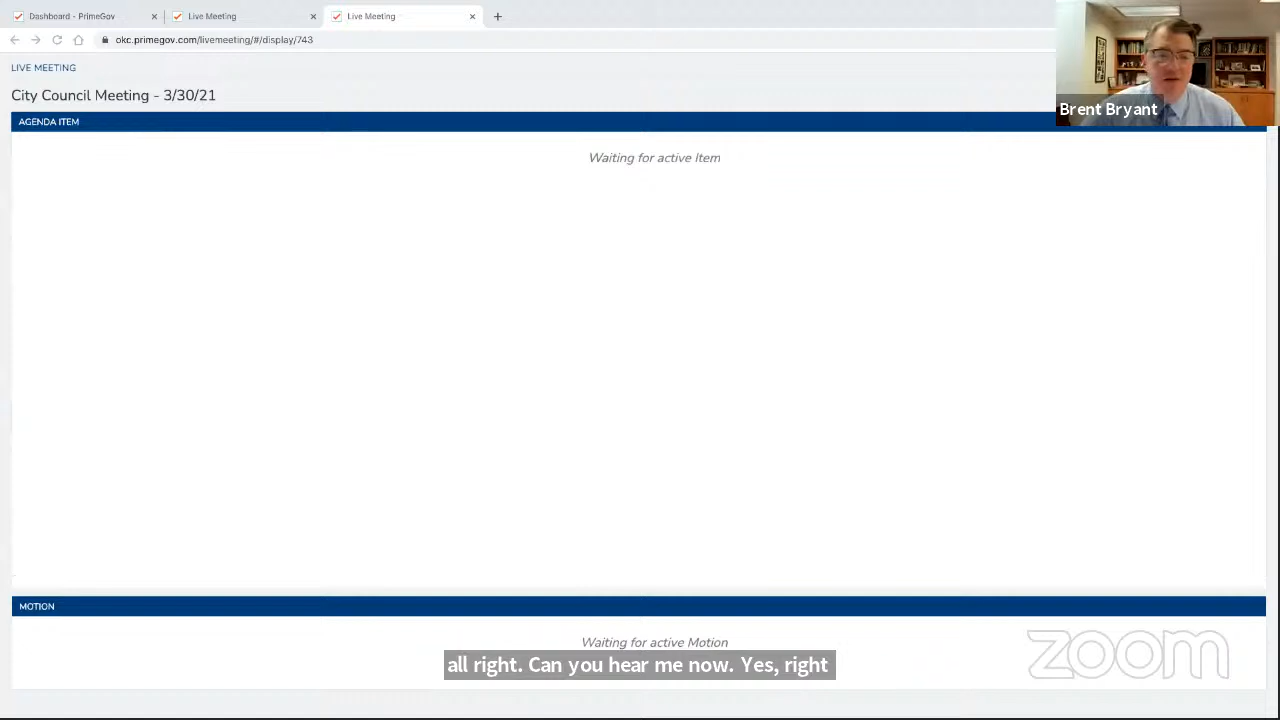 Dashboard - PrimeGov
Live Meeting
Live Meeting
okc.primegov.com/livemeeting/#/display/743
LIVE MEETING
City Council Meeting - 3/30/21
AGENDA ITEM
Brent Bryant
Waiting for active Item
MOTION
Waiting for active Motion
all right. Can you hear me now. Yes, right
zoom